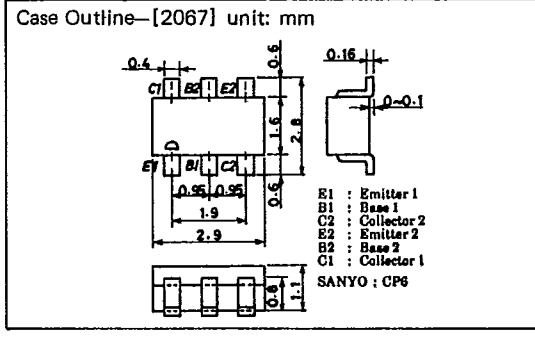 Case Outline—[2067] unit: mm
0.4
C1 B2 E2
0.6
0.16
0~0.1
1.6
2.8
E1 B1 C2
0.95 0.95
0.6
1.9
2.9
E1 : Emitter 1
B1 : Base 1
C2 : Collector 2
E2 : Emitter 2
B2 : Base 2
C1 : Collector 1
SANYO : CP6
0.8
1.1